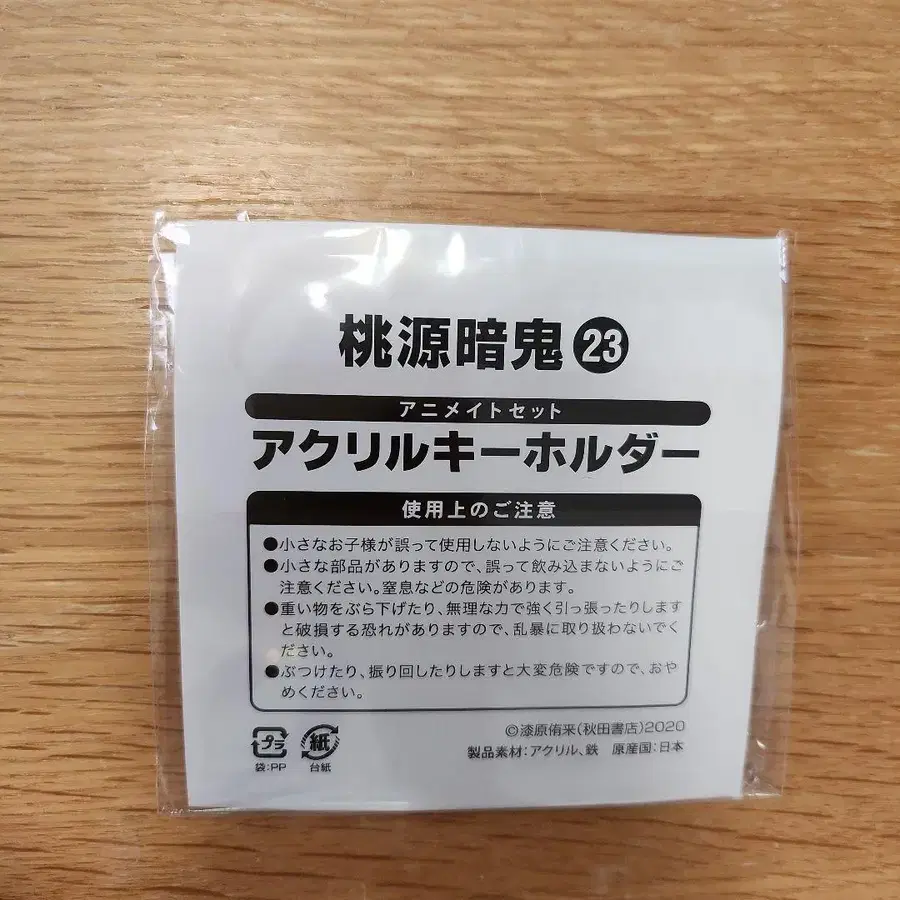 桃源暗鬼㉓
アニメイトセット
アクリルキーホルダー
使用上のご注意
●小さなお子様が誤って使用しないようにご注意ください。
●小さな部品がありますので、誤って飲み込まないようにご
注意ください。窒息などの危険があります。
●重い物をぶら下げたり、無理な力で強く引っ張ったりします
と破損する恐れがありますので、乱暴に取り扱わないでく
ださい。
●ぶつけたり、振り回したりしますと大変危険ですので、おや
めください。
©漆原侑来(秋田書店)2020
製品素材:アクリル、鉄 原産国:日本
プラ 紙
袋:PP 台紙